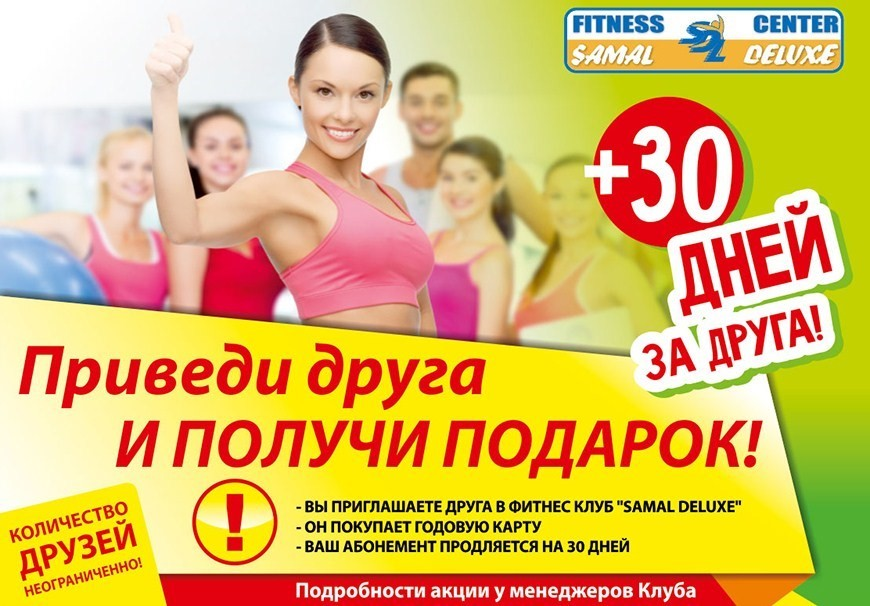 FITNESS CENTER
SAMAL DELUXE
+30
ДНЕЙ
ЗА ДРУГА!
Приведи друга
И ПОЛУЧИ ПОДАРОК!
КОЛИЧЕСТВО
ДРУЗЕЙ
НЕОГРАНИЧЕННО!
!
- ВЫ ПРИГЛАШАЕТЕ ДРУГА В ФИТНЕС КЛУБ "SAMAL DELUXE"
- ОН ПОКУПАЕТ ГОДОВУЮ КАРТУ
- ВАШ АБОНЕМЕНТ ПРОДЛЯЕТСЯ НА 30 ДНЕЙ
Подробности акции у менеджеров Клуба